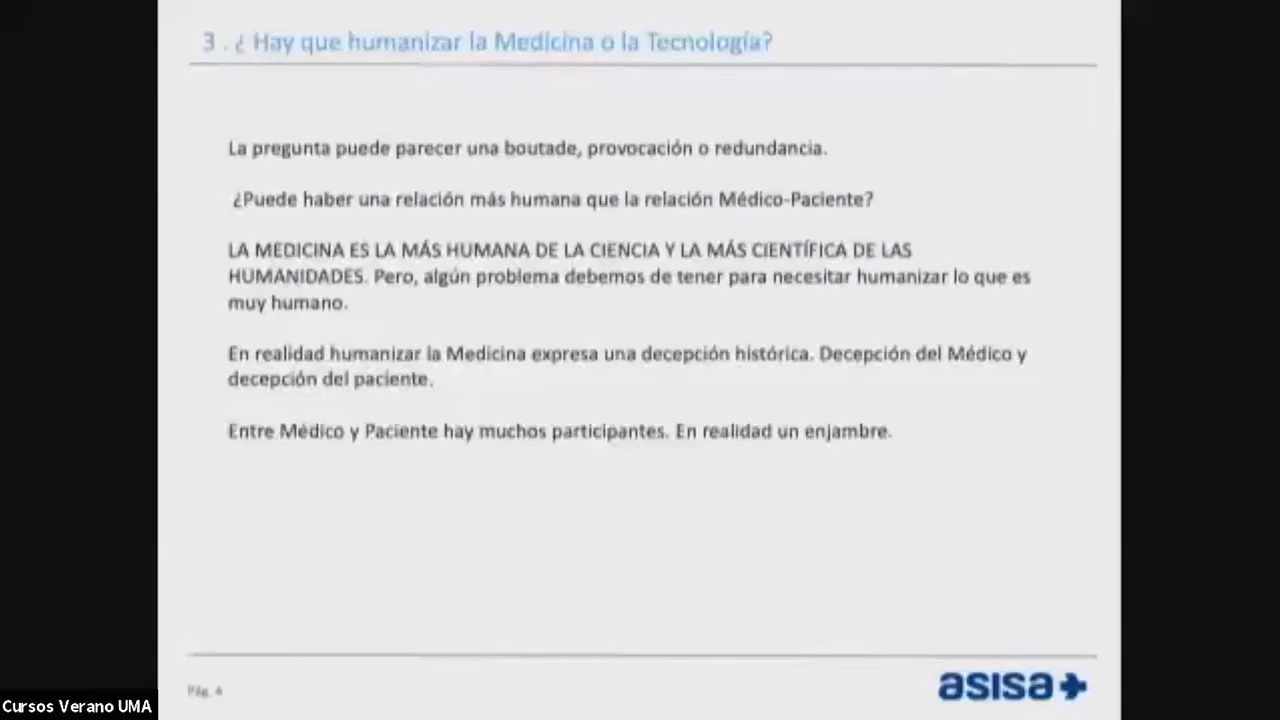 3 . ¿ Hay que humanizar la Medicina o la Tecnología?
La pregunta puede parecer una boutade, provocación o redundancia.
¿Puede haber una relación más humana que la relación Médico-Paciente?
LA MEDICINA ES LA MÁS HUMANA DE LA CIENCIA Y LA MÁS CIENTÍFICA DE LAS
HUMANIDADES. Pero, algún problema debemos de tener para necesitar humanizar lo que es
muy humano.
En realidad humanizar la Medicina expresa una decepción histórica. Decepción del Médico y
decepción del paciente.
Entre Médico y Paciente hay muchos participantes. En realidad un enjambre.
Pág. 4
asisa
Cursos Verano UMA